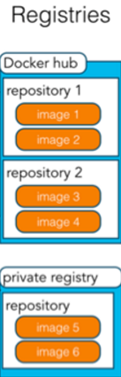 Registries
Docker hub
repository 1
image 1
image 2
repository 2
image 3
image 4
private registry
repository
image 5
image 6